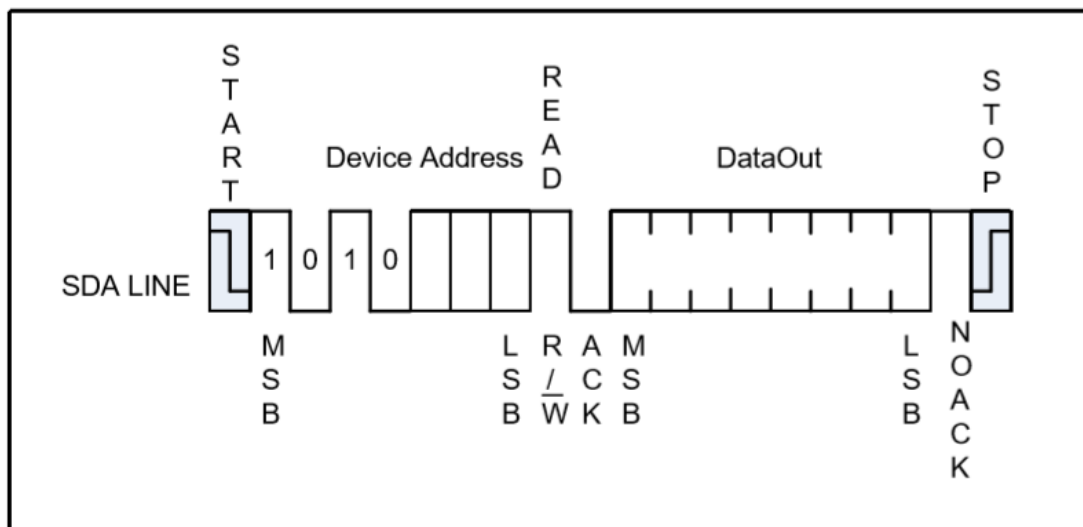 START
READ
STOP
Device Address
DataOut
SDA LINE
1 0 1 0
MSB
LSB
R/W
ACK
MSB
LSB
NOACK